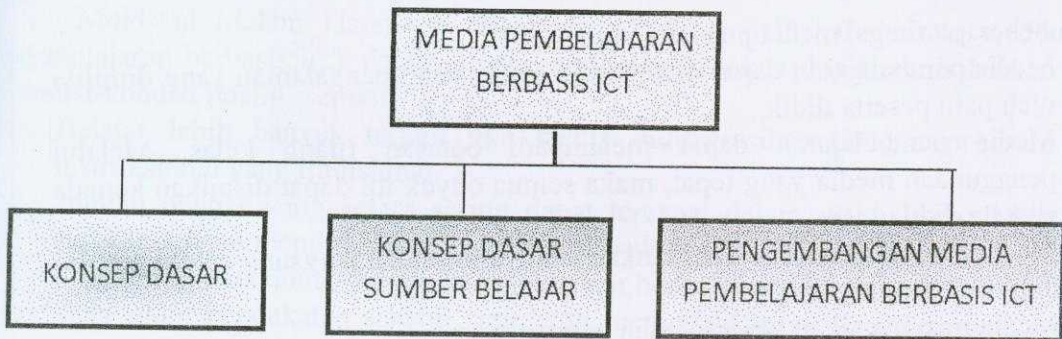 MEDIA PEMBELAJARAN
BERBASIS ICT
KONSEP DASAR
KONSEP DASAR
SUMBER BELAJAR
PENGEMBANGAN MEDIA
PEMBELAJARAN BERBASIS ICT